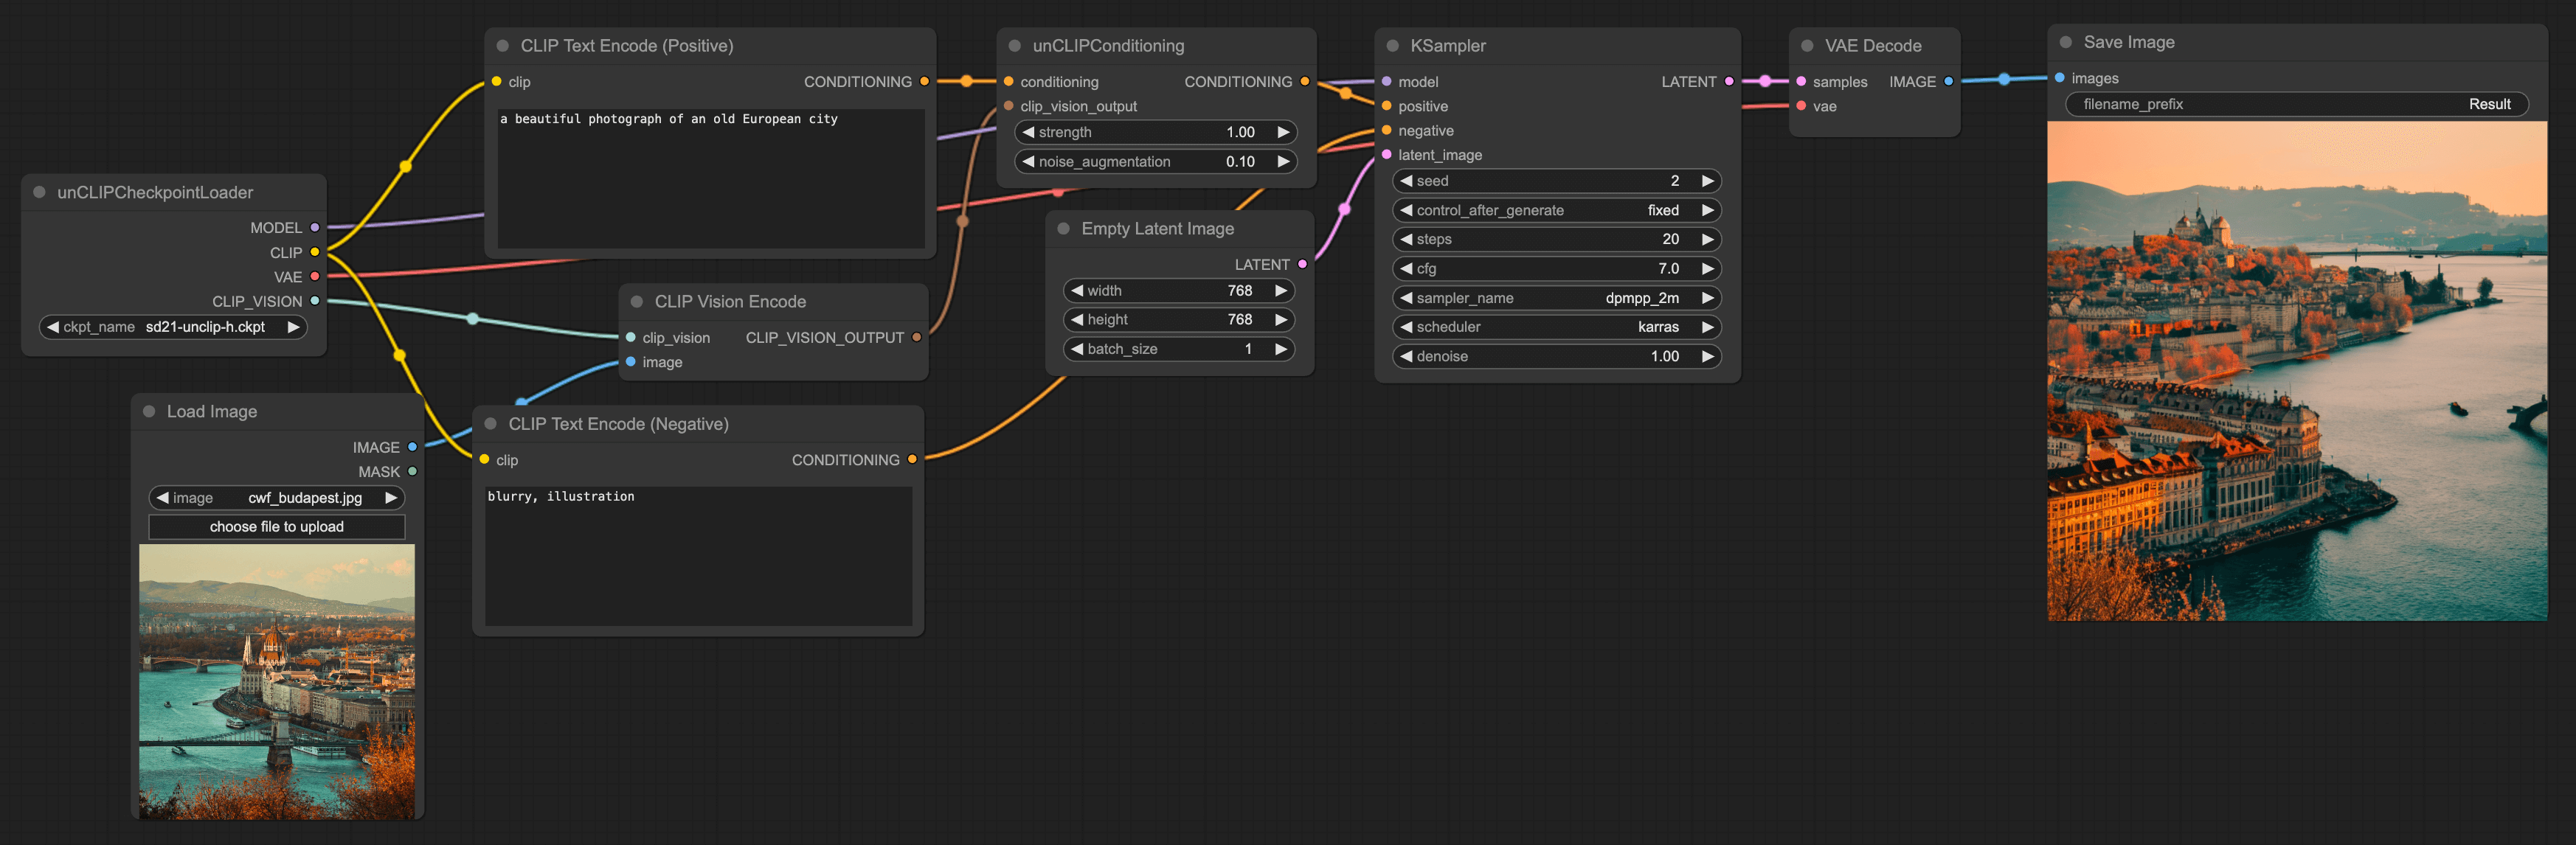 unCLIPCheckpointLoader
MODEL
CLIP
VAE
CLIP_VISION
ckpt_name sd21-unclip-h.ckpt
Load Image
IMAGE
MASK
image cwf_budapest.jpg
choose file to upload
CLIP Text Encode (Positive)
clip CONDITIONING
a beautiful photograph of an old European city
CLIP Vision Encode
clip_vision CLIP_VISION_OUTPUT
image
CLIP Text Encode (Negative)
clip CONDITIONING
blurry, illustration
unCLIPConditioning
conditioning CONDITIONING
clip_vision_output
strength 1.00
noise_augmentation 0.10
Empty Latent Image
LATENT
width 768
height 768
batch_size 1
KSampler
model LATENT
positive
negative
latent_image
seed 2
control_after_generate fixed
steps 20
cfg 7.0
sampler_name dpmpp_2m
scheduler karras
denoise 1.00
VAE Decode
samples IMAGE
vae
Save Image
images
filename_prefix Result